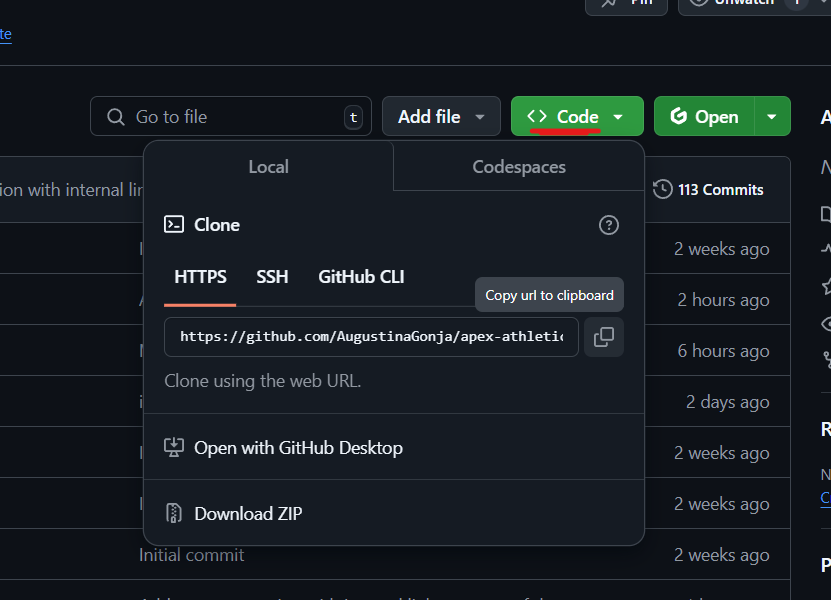 te
Pin
Unwatch
1
Go to file
t
Add file
Code
Open
Local
Codespaces
ion with internal lin
113 Commits
Clone
2 weeks ago
HTTPS
SSH
GitHub CLI
Copy url to clipboard
2 hours ago
https://github.com/AugustinaGonja/apex-athletic
6 hours ago
Clone using the web URL.
2 days ago
Open with GitHub Desktop
2 weeks ago
Download ZIP
2 weeks ago
Initial commit
2 weeks ago